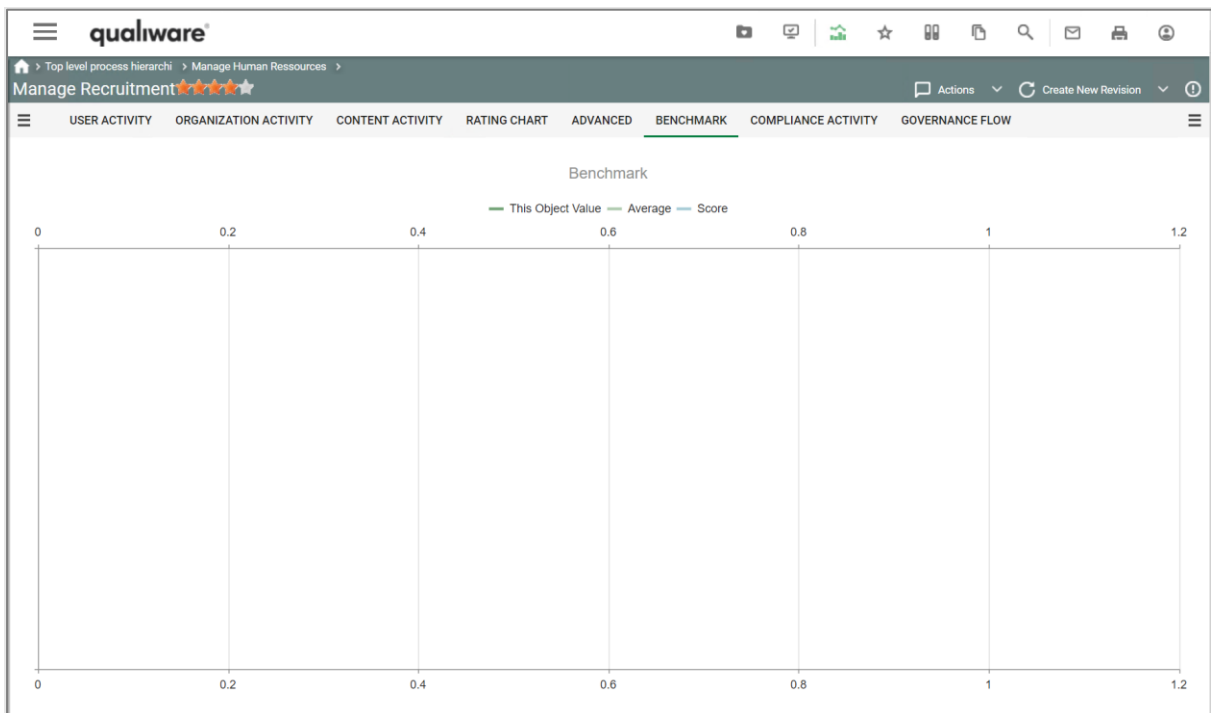 qualiware®
> Top level process hierarchi > Manage Human Ressources >
Manage Recruitment
Actions
Create New Revision
USER ACTIVITY ORGANIZATION ACTIVITY CONTENT ACTIVITY RATING CHART ADVANCED BENCHMARK COMPLIANCE ACTIVITY GOVERNANCE FLOW
Benchmark
This Object Value Average Score
0 0.2 0.4 0.6 0.8 1 1.2
0 0.2 0.4 0.6 0.8 1 1.2